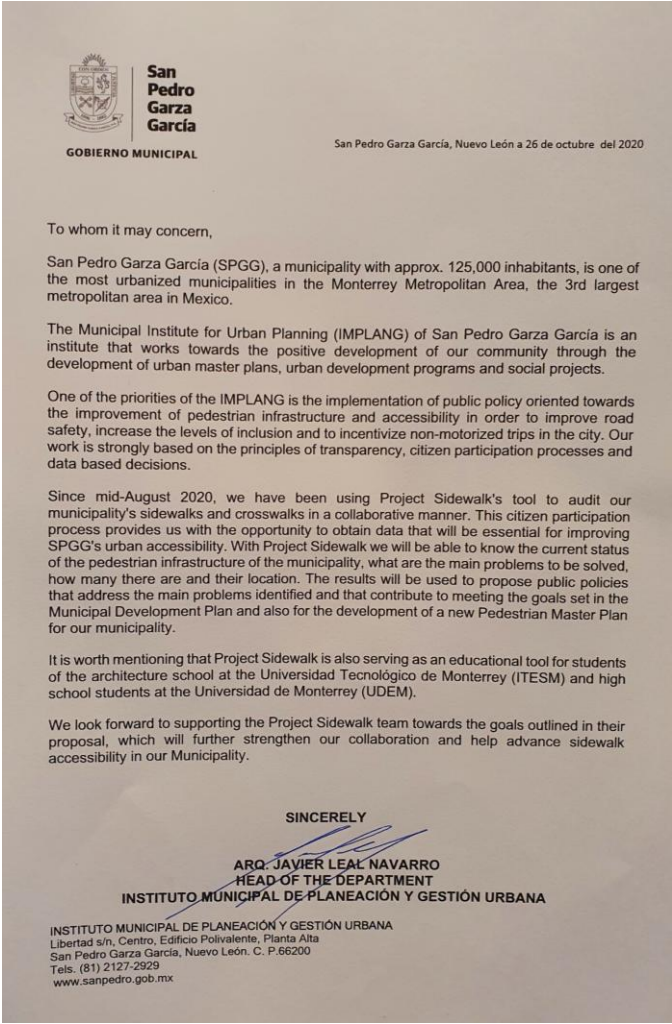 San
Pedro
Garza
García
GOBIERNO MUNICIPAL
San Pedro Garza García, Nuevo León a 26 de octubre del 2020
To whom it may concern,
San Pedro Garza García (SPGG), a municipality with approx. 125,000 inhabitants, is one of
the most urbanized municipalities in the Monterrey Metropolitan Area, the 3rd largest
metropolitan area in Mexico.
The Municipal Institute for Urban Planning (IMPLANG) of San Pedro Garza García is an
institute that works towards the positive development of our community through the
development of urban master plans, urban development programs and social projects.
One of the priorities of the IMPLANG is the implementation of public policy oriented towards
the improvement of pedestrian infrastructure and accessibility in order to improve road
safety, increase the levels of inclusion and to incentivize non-motorized trips in the city. Our
work is strongly based on the principles of transparency, citizen participation processes and
data based decisions.
Since mid-August 2020, we have been using Project Sidewalk's tool to audit our
municipality's sidewalks and crosswalks in a collaborative manner. This citizen participation
process provides us with the opportunity to obtain data that will be essential for improving
SPGG's urban accessibility. With Project Sidewalk we will be able to know the current status
of the pedestrian infrastructure of the municipality, what are the main problems to be solved,
how many there are and their location. The results will be used to propose public policies
that address the main problems identified and that contribute to meeting the goals set in the
Municipal Development Plan and also for the development of a new Pedestrian Master Plan
for our municipality.
It is worth mentioning that Project Sidewalk is also serving as an educational tool for students
of the architecture school at the Universidad Tecnológico de Monterrey (ITESM) and high
school students at the Universidad de Monterrey (UDEM).
We look forward to supporting the Project Sidewalk team towards the goals outlined in their
proposal, which will further strengthen our collaboration and help advance sidewalk
accessibility in our Municipality.
SINCERELY
ARQ. JAVIER LEAL NAVARRO
HEAD OF THE DEPARTMENT
INSTITUTO MUNICIPAL DE PLANEACIÓN Y GESTIÓN URBANA
INSTITUTO MUNICIPAL DE PLANEACIÓN Y GESTIÓN URBANA
Libertad s/n, Centro, Edificio Polivalente, Planta Alta
San Pedro Garza García, Nuevo León. C. P.66200
Tels. (81) 2127-2929
www.sanpedro.gob.mx